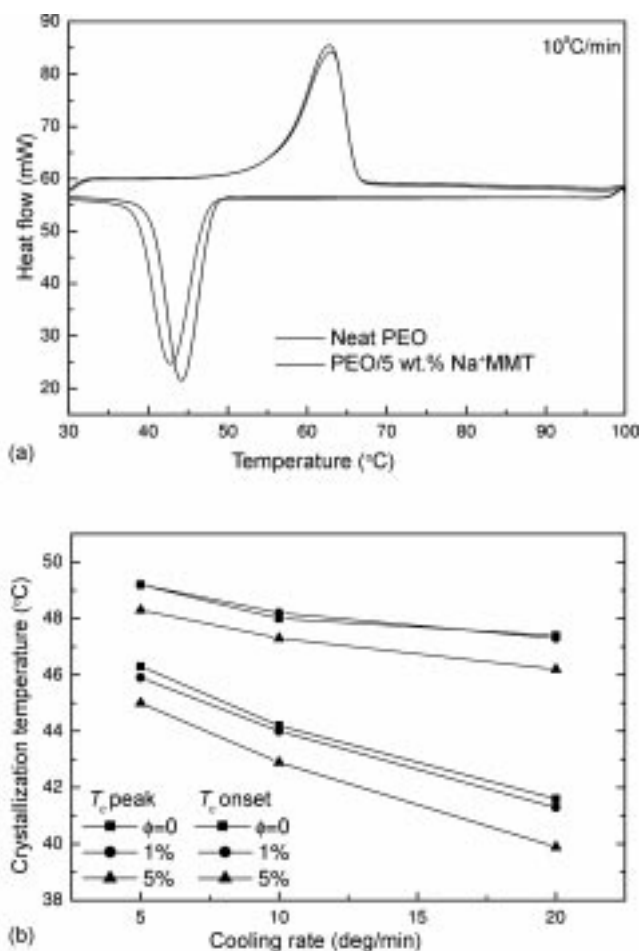 10°C/min
90
80
70
60
50
40
30
20
Heat flow (mW)
Neat PEO
PEO/5 wt.% Na⁺MMT
30 40 50 60 70 80 90 100
(a)
Temperature (°C)
50
48
46
44
42
40
38
Crystallization temperature (°C)
Tc peak Tc onset
ϕ=0 ϕ=0
1% 1%
5% 5%
5 10 15 20
(b)
Cooling rate (deg/min)